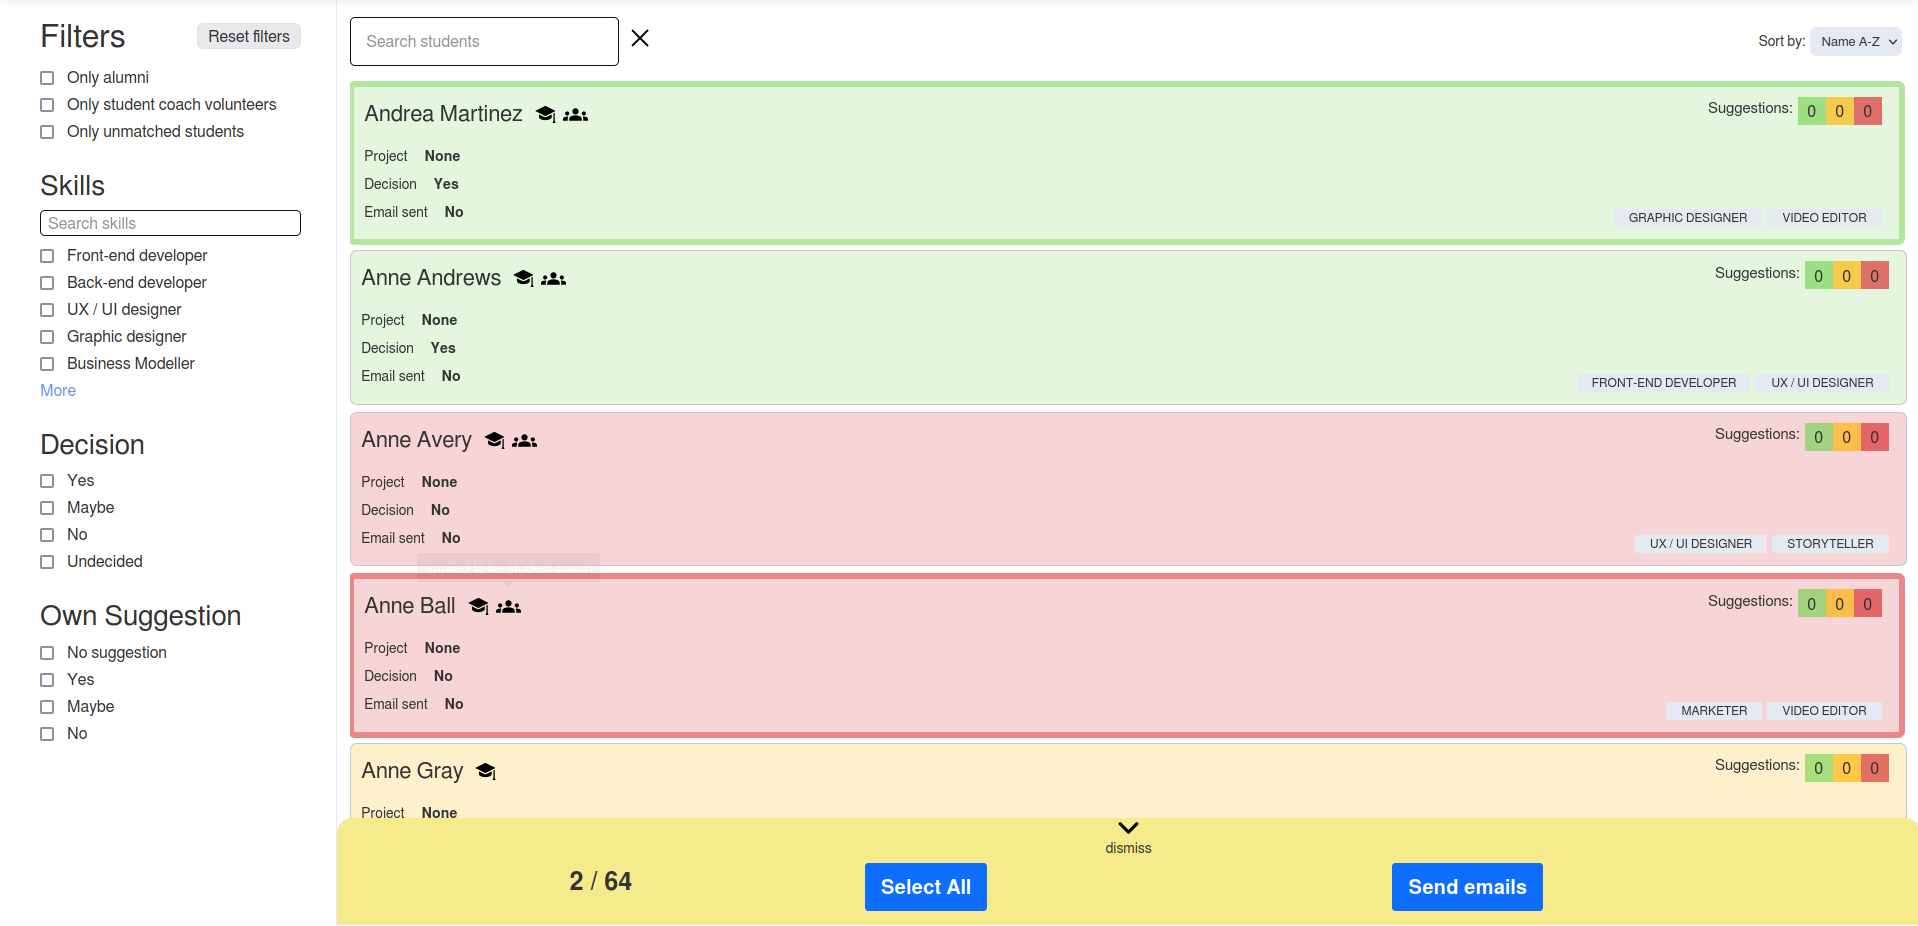 Filters
Reset filters
Only alumni
Only student coach volunteers
Only unmatched students
Skills
Search skills
Front-end developer
Back-end developer
UX / UI designer
Graphic designer
Business Modeller
More
Decision
Yes
Maybe
No
Undecided
Own Suggestion
No suggestion
Yes
Maybe
No
Search students
Sort by: Name A-Z
Andrea Martinez
Suggestions: 0 0 0
Project None
Decision Yes
Email sent No
GRAPHIC DESIGNER VIDEO EDITOR
Anne Andrews
Suggestions: 0 0 0
Project None
Decision Yes
Email sent No
FRONT-END DEVELOPER UX / UI DESIGNER
Anne Avery
Suggestions: 0 0 0
Project None
Decision No
Email sent No
UX / UI DESIGNER STORYTELLER
applied to be student coach
Anne Ball
Suggestions: 0 0 0
Project None
Decision No
Email sent No
MARKETER VIDEO EDITOR
Anne Gray
Suggestions: 0 0 0
Project None
dismiss
2 / 64
Select All
Send emails